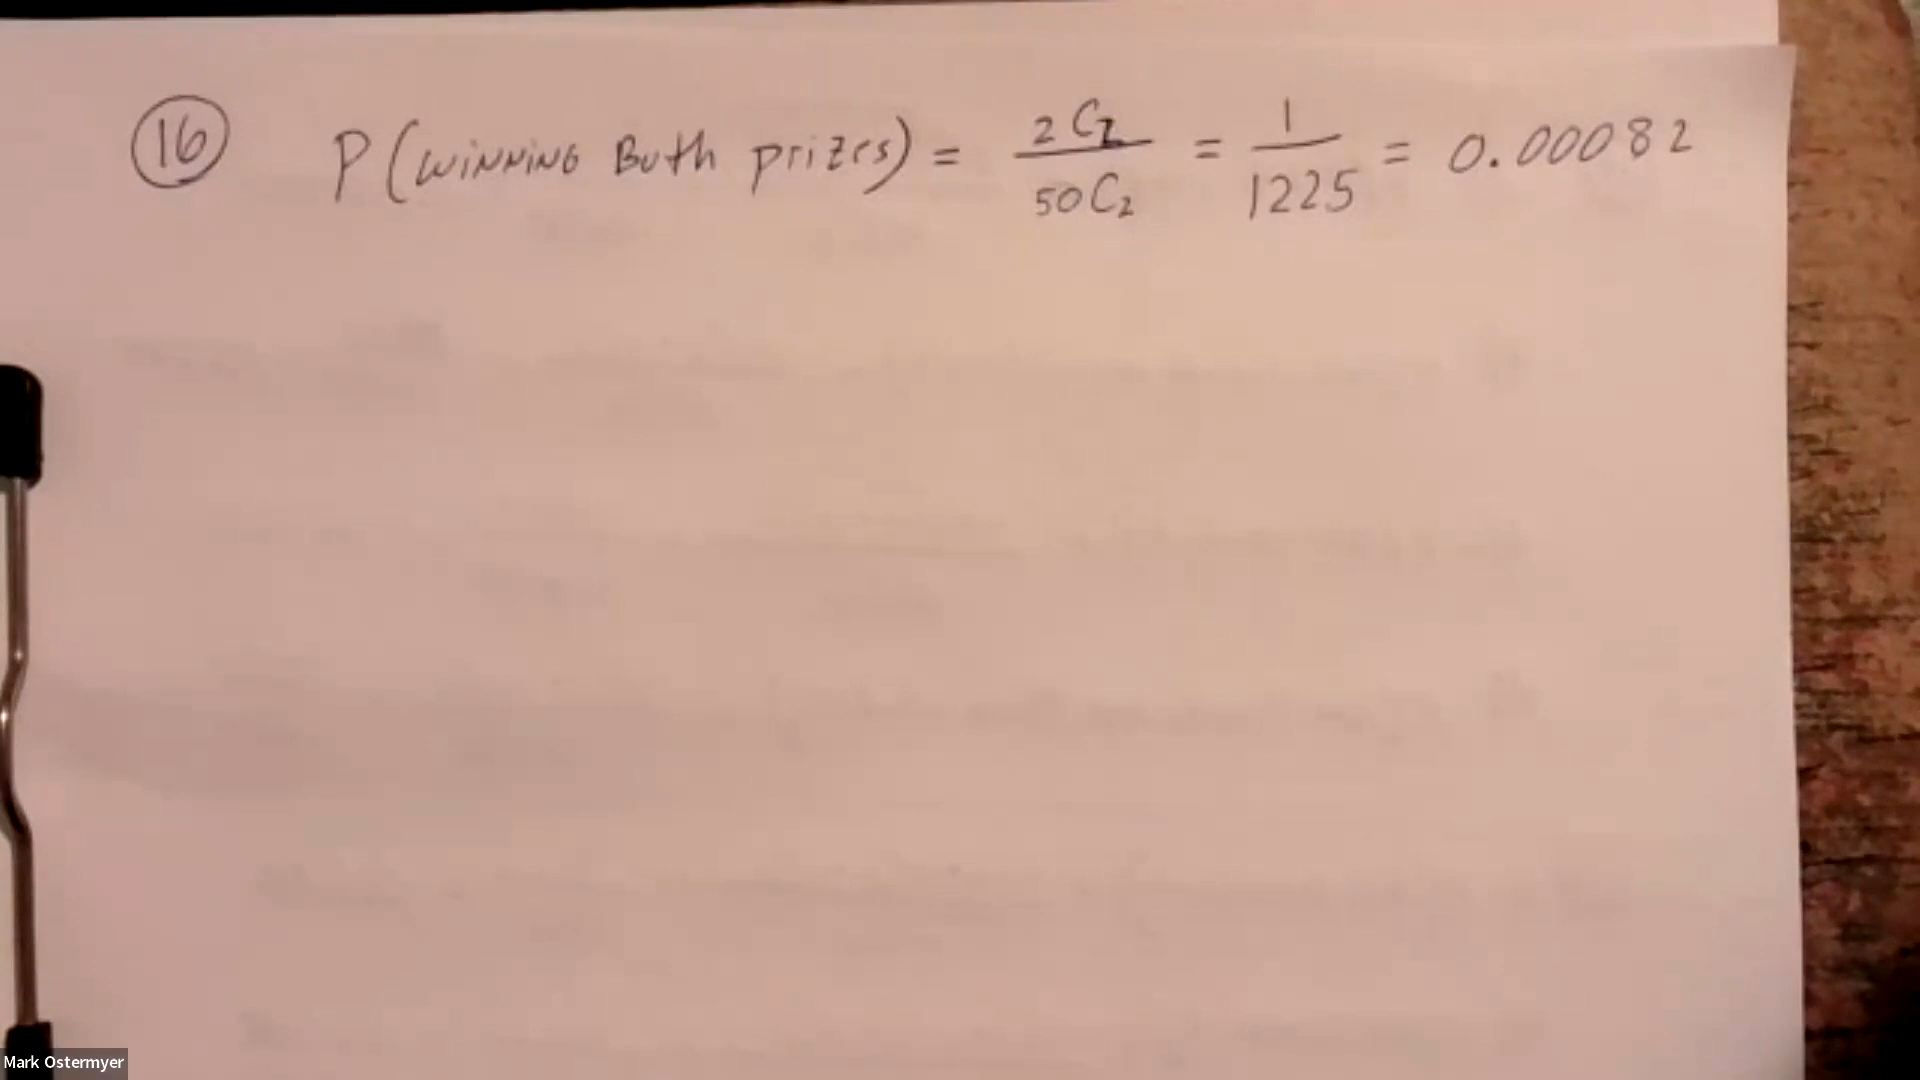 16 P(winning Both prizes) = 2C2/50C2 = 1/1225 = 0.00082
Mark Ostermyer